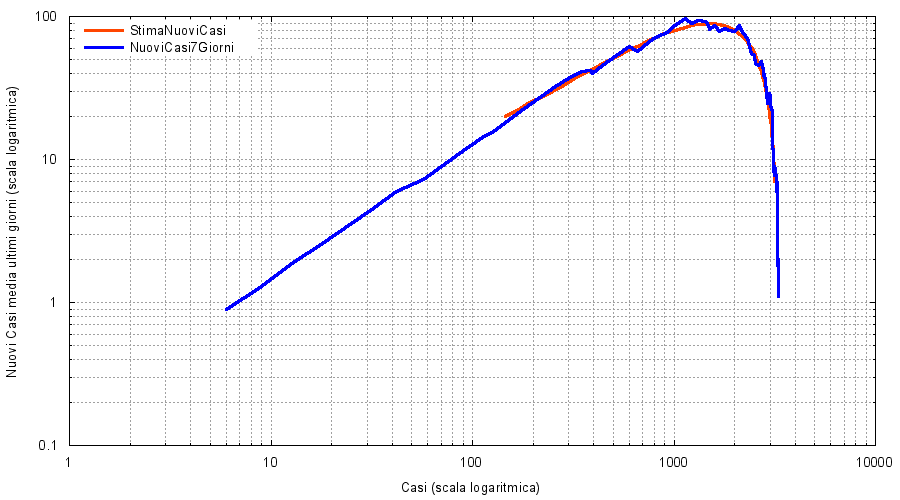 100
StimaNuoviCasi
NuoviCasi7Giorni
10
1
0.1
Nuovi Casi media ultimi giorni (scala logaritmica)
1 10 100 1000 10000
Casi (scala logaritmica)